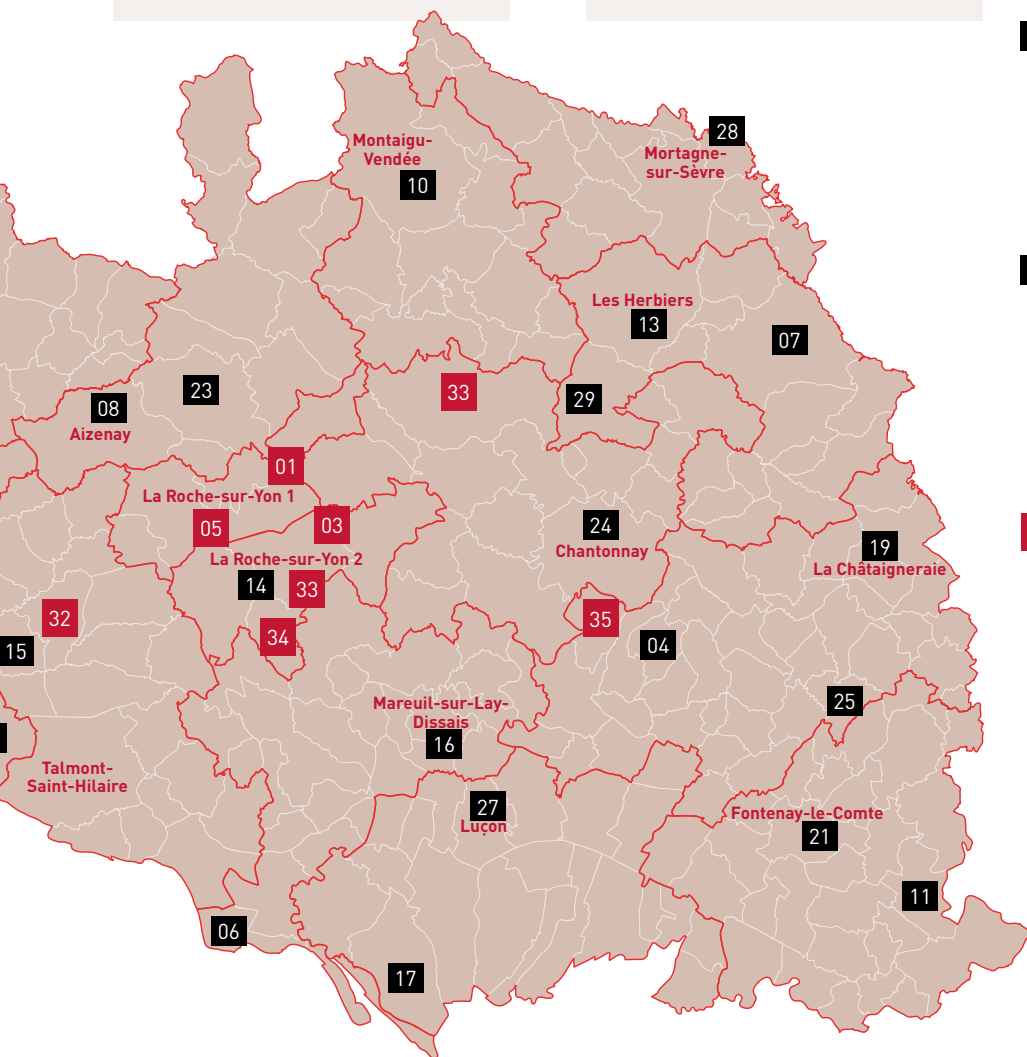 28
Montaigu-
Vendée
Mortagne-
sur-Sèvre
10
Les Herbiers
13
07
23
33
29
08
Aizenay
01
La Roche-sur-Yon 1
05
03
24
Chantonnay
19
La Châtaigneraie
La Roche-sur-Yon 2
14
33
32
35
34
04
15
25
Mareuil-sur-Lay-
Dissais
16
Talmont-
Saint-Hilaire
27
Luçon
Fontenay-le-Comte
21
11
06
17